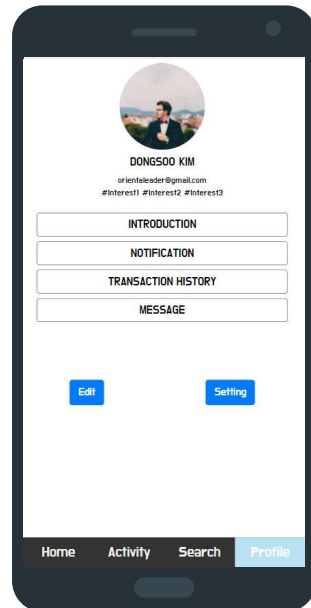 DONGSOO KIM
orientaleader@gmail.com
#Interest1 #Interest2 #Interest3
INTRODUCTION
NOTIFICATION
TRANSACTION HISTORY
MESSAGE
Edit Setting
Home Activity Search Profile